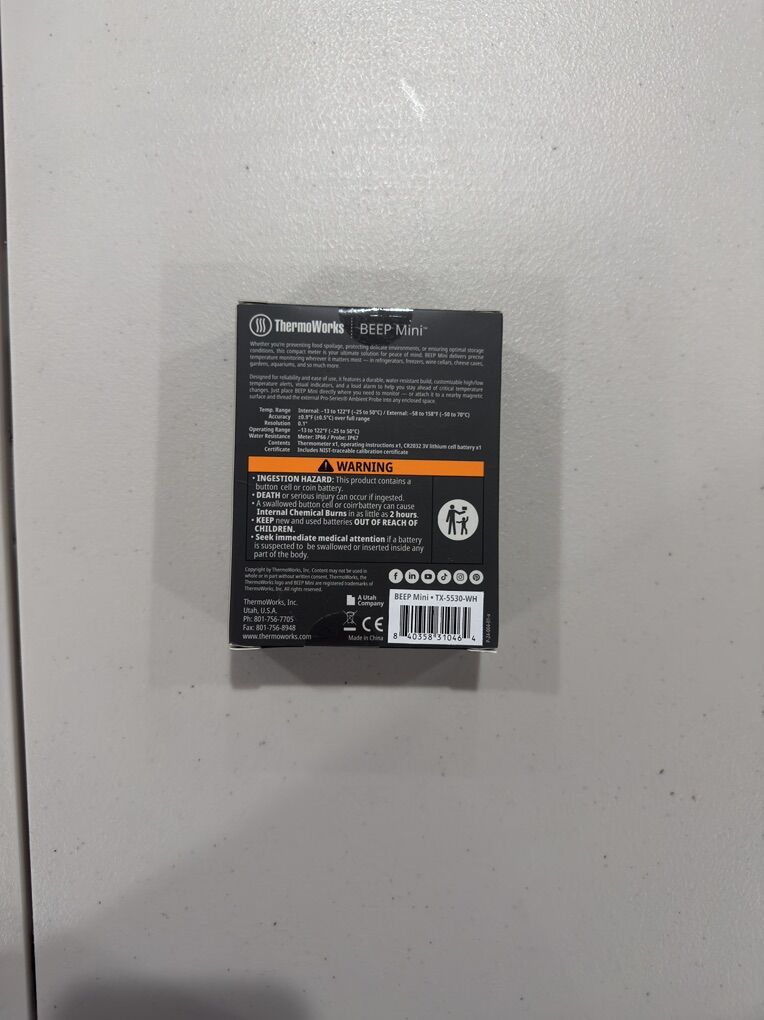 ThermoWorks BEEP Mini™
Whether you're preventing food spoilage, protecting delicate environments, or ensuring optimal storage
conditions, this compact meter is your ultimate solution for peace of mind. BEEP Mini delivers precise
temperature monitoring wherever it matters most — in refrigerators, freezers, wine cellars, cheese caves,
gardens, aquariums, and so much more.
Designed for reliability and ease of use, it features a durable, water resistant build, customizable high/low
temperature alerts, visual indicators, and a loud alarm to help you stay ahead of critical temperature
changes. Just place BEEP Mini directly where you need to monitor — or attach it to a nearby magnetic
surface and thread the external Pro-Series® Ambient Probe into any enclosed space.
Temp. Range Internal: –13 to 122°F (–25 to 50°C) / External: –58 to 158°F (–50 to 70°C)
Accuracy ±0.9°F (±0.5°C) over full range
Resolution 0.1°
Operating Range –13 to 122°F (–25 to 50°C)
Water Resistance Meter: IP66 / Probe: IP67
Contents Thermometer x1, operating instructions x1, CR2032 3V lithium cell battery x1
Certificate Includes NIST-traceable calibration certificate
WARNING
• INGESTION HAZARD: This product contains a
button cell or coin battery.
• DEATH or serious injury can occur if ingested.
• A swallowed button cell or coin battery can cause
Internal Chemical Burns in as little as 2 hours.
• KEEP new and used batteries OUT OF REACH OF
CHILDREN.
• Seek immediate medical attention if a battery
is suspected to be swallowed or inserted inside any
part of the body.
Copyright by ThermoWorks, Inc. Content may not be used in
whole or in part without written consent. ThermoWorks, the
ThermoWorks logo and BEEP Mini are registered trademarks of
ThermoWorks, Inc. All rights reserved.
ThermoWorks, Inc.
Utah, U.S.A.
Ph: 801-756-7705
Fax: 801-756-8948
www.thermoworks.com
A Utah
Company
CE
Made in China
BEEP Mini • TX-5530-WH
8 40358 31046 4